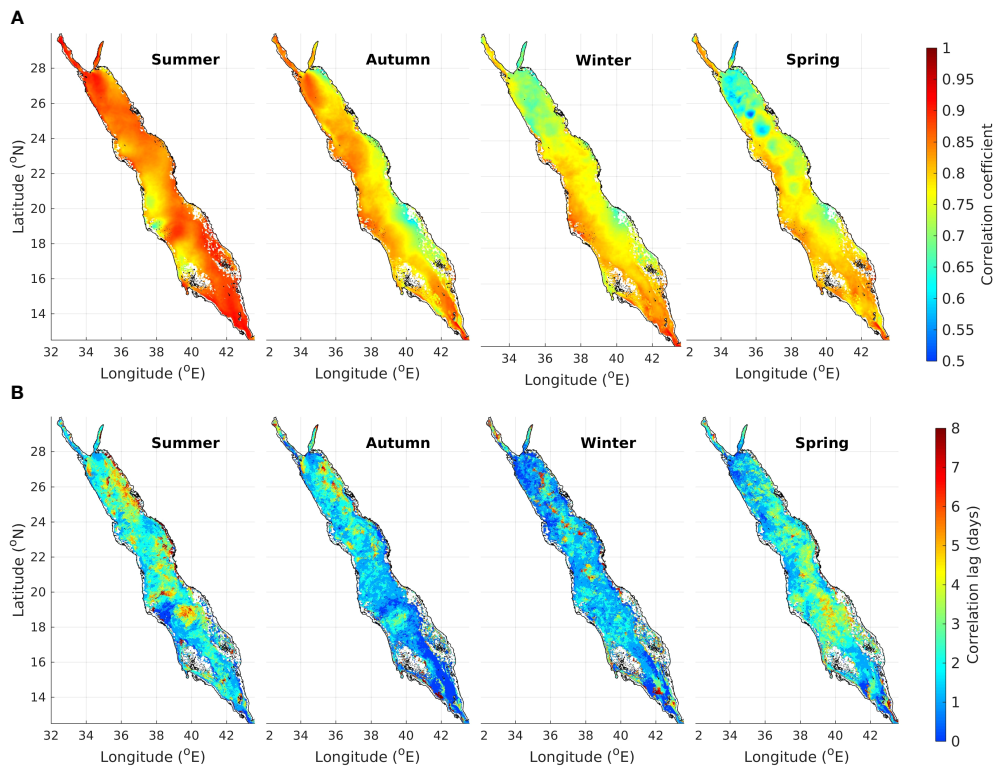 A
Summer
Autumn
Winter
Spring
28
26
24
22
20
18
16
14
Latitude (°N)
32 34 36 38 40 42
2 34 36 38 40 42
34 36 38 40 42
2 34 36 38 40 42
Longitude (°E)
Longitude (°E)
Longitude (°E)
Longitude (°E)
1
0.95
0.9
0.85
0.8
0.75
0.7
0.65
0.6
0.55
0.5
Correlation coefficient
B
Summer
Autumn
Winter
Spring
28
26
24
22
20
18
16
14
Latitude (°N)
32 34 36 38 40 42
2 34 36 38 40 42
2 34 36 38 40 42
2 34 36 38 40 42
Longitude (°E)
Longitude (°E)
Longitude (°E)
Longitude (°E)
8
7
6
5
4
3
2
1
0
Correlation lag (days)